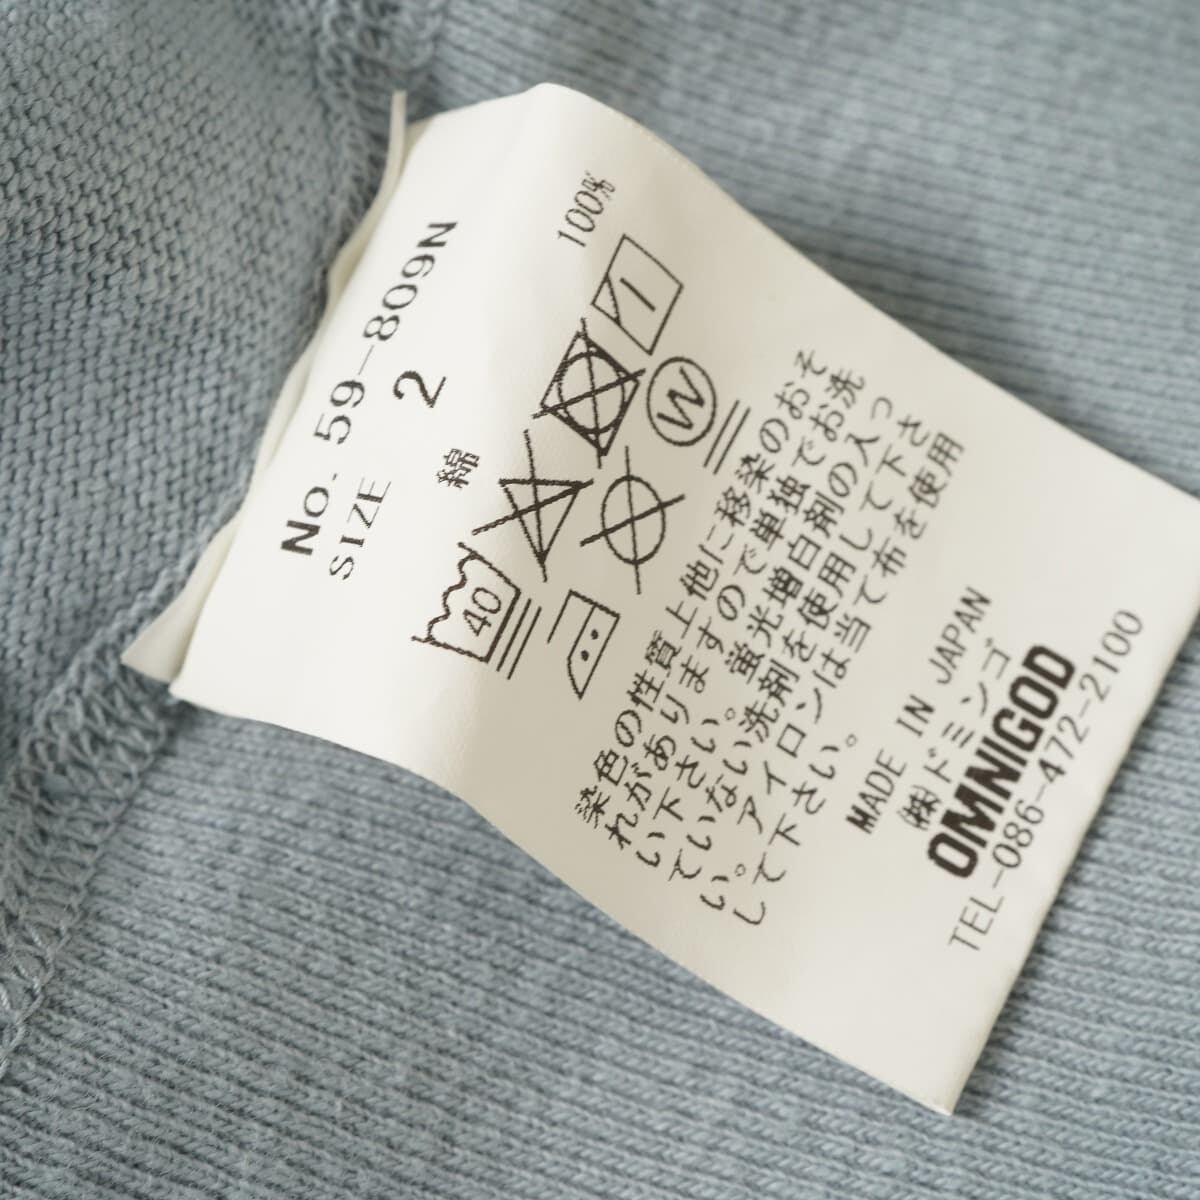 No. 59-809N
SIZE 2
綿 100%
40
W
染色の性質上他に移染のおそ
れがありますので単独でお洗
い下さい。蛍光増白剤の入っ
ていない洗剤を使用して下さ
い。アイロンは当て布を使用
して下さい。
MADE IN JAPAN
㈱ドミンゴ
OMNIGOD
TEL-086-472-2100